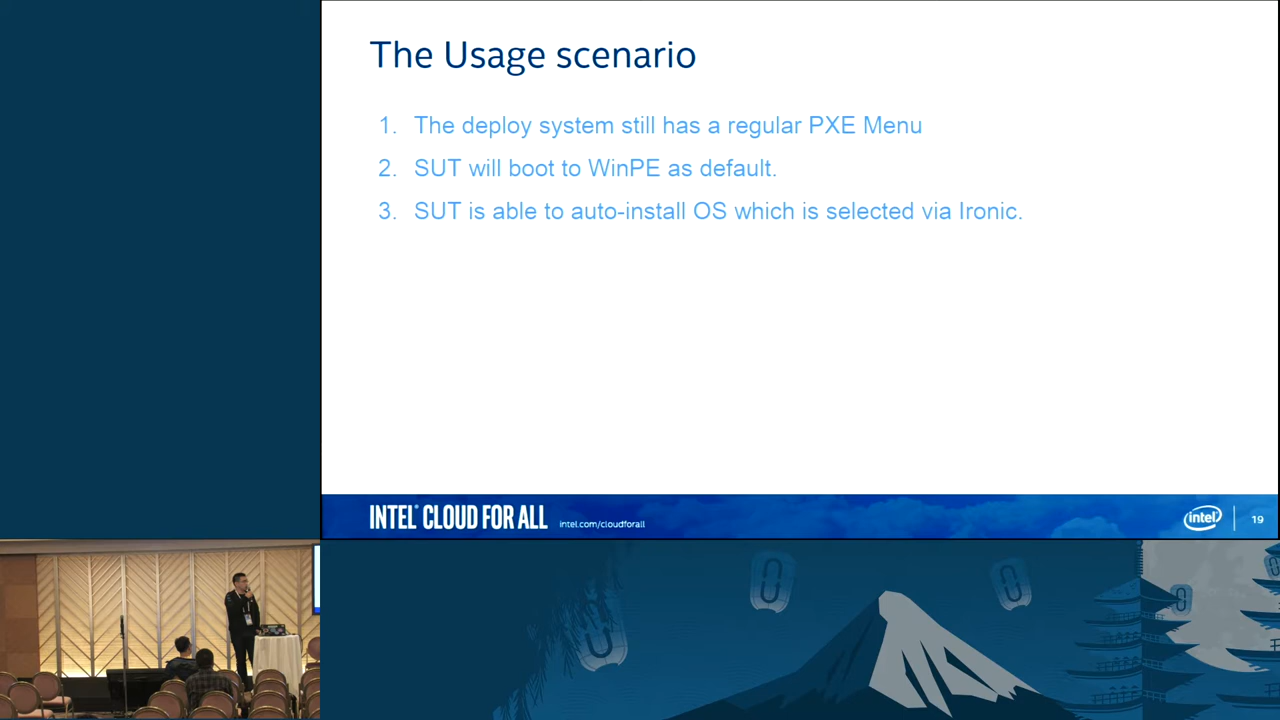 The Usage scenario
1. The deploy system still has a regular PXE Menu
2. SUT will boot to WinPE as default.
3. SUT is able to auto-install OS which is selected via Ironic.
INTEL® CLOUD FOR ALL intel.com/cloudforall
intel 19